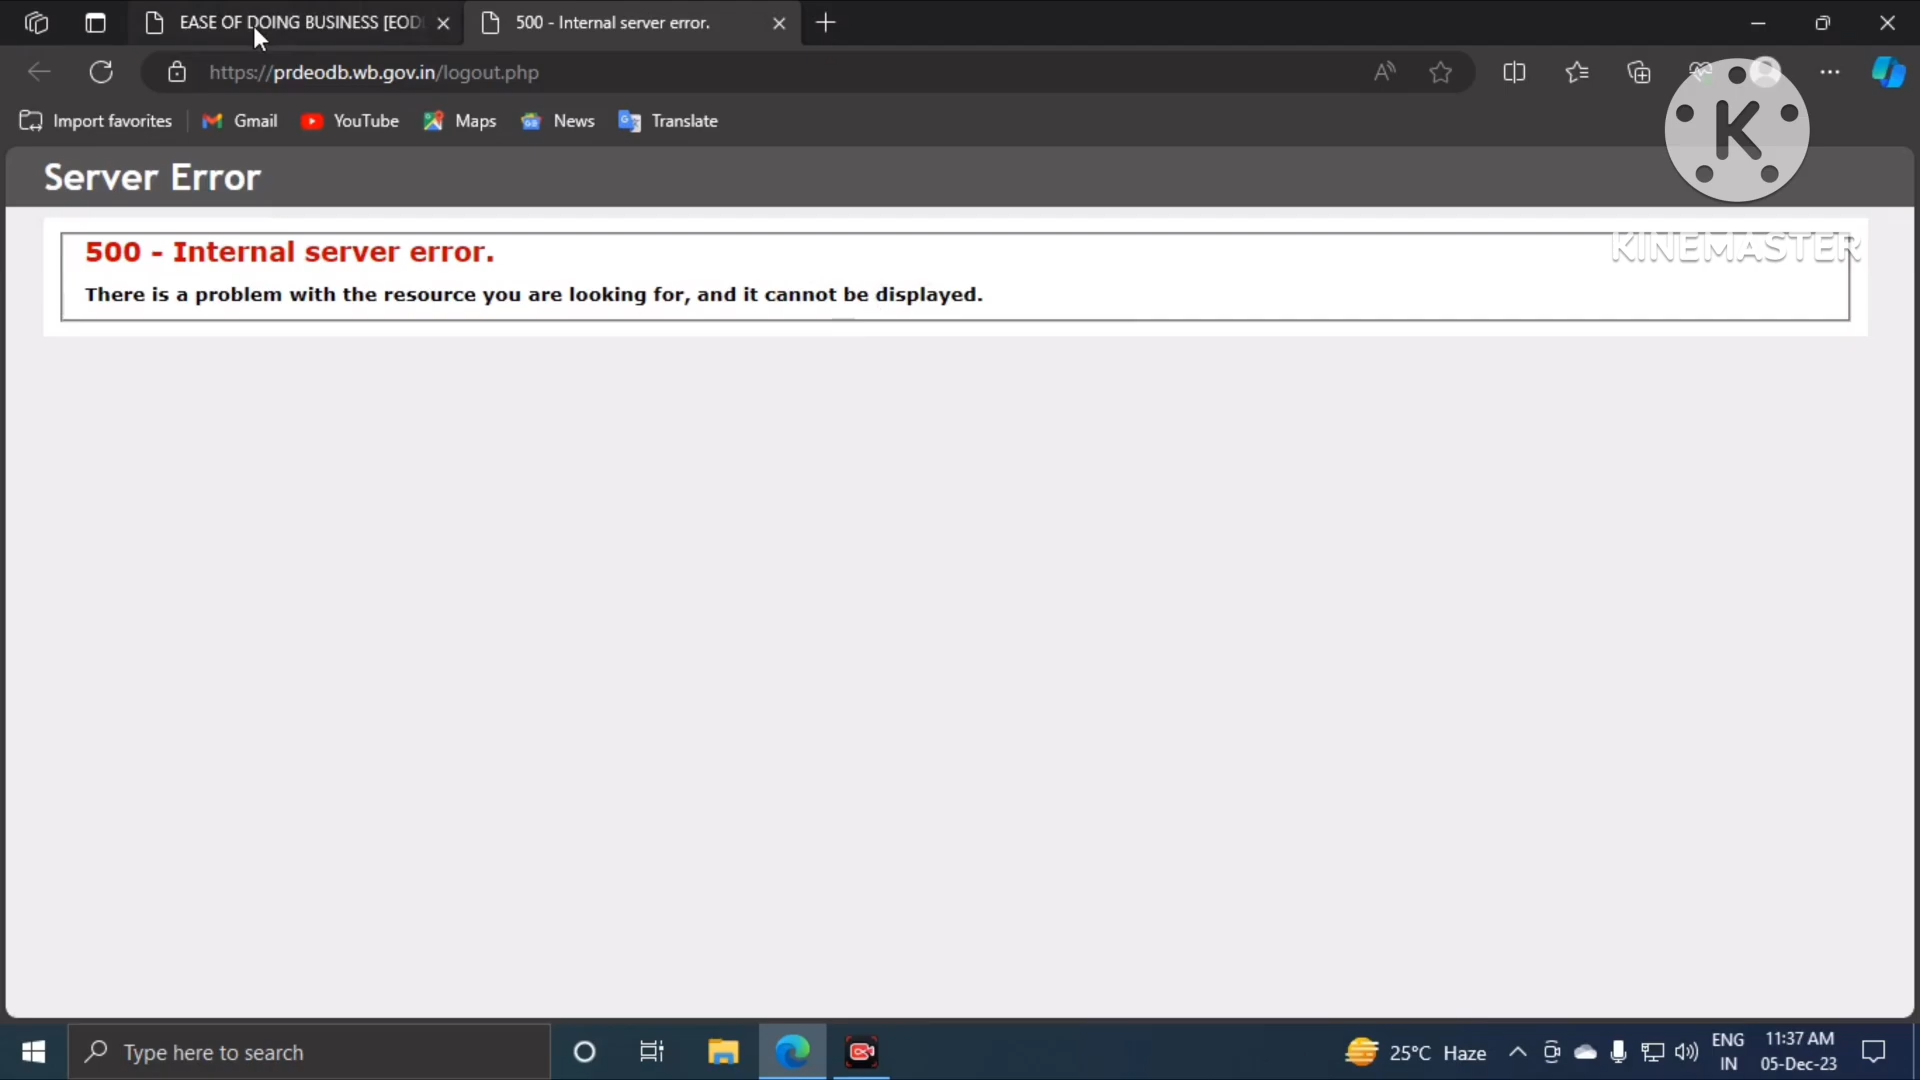 EASE OF DOING BUSINESS [EOD
500 - Internal server error.
https://prdeodb.wb.gov.in/logout.php
Import favorites
Gmail
YouTube
Maps
News
Translate
K
KINEMASTER
Server Error
500 - Internal server error.
There is a problem with the resource you are looking for, and it cannot be displayed.
Type here to search
25°C Haze
ENG
IN
11:37 AM
05-Dec-23